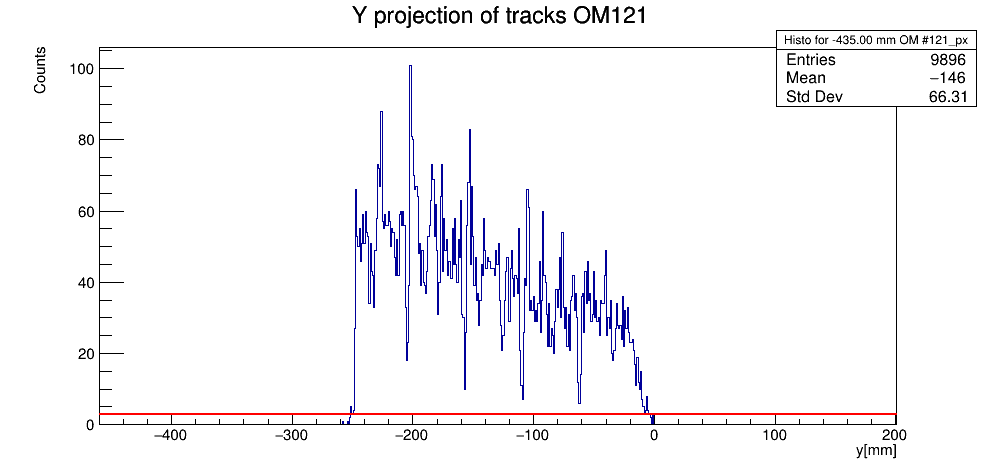 Y projection of tracks OM121
Histo for -435.00 mm OM #121_px
Entries 9896
Mean −146
Std Dev 66.31
Counts
100
80
60
40
20
0
−400 −300 −200 −100 0 100 200
y[mm]